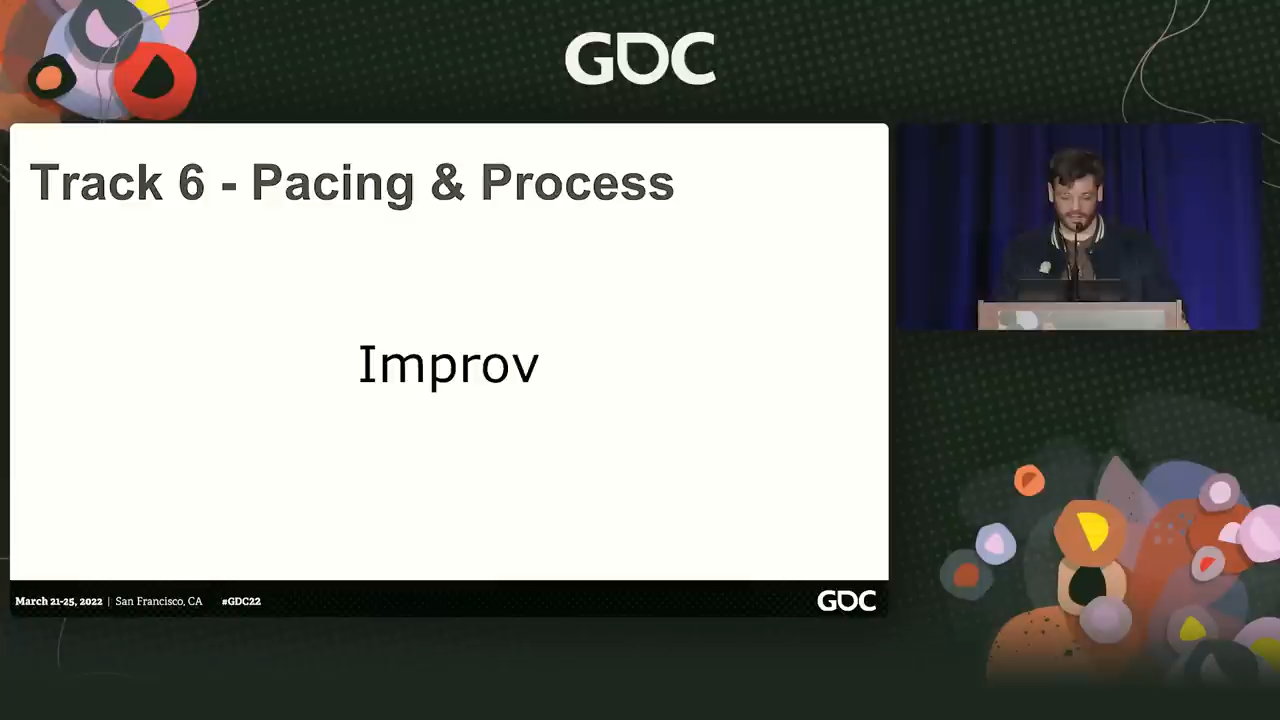 GDC
Track 6 - Pacing & Process
Improv
March 21-25, 2022 | San Francisco, CA #GDC22
GDC